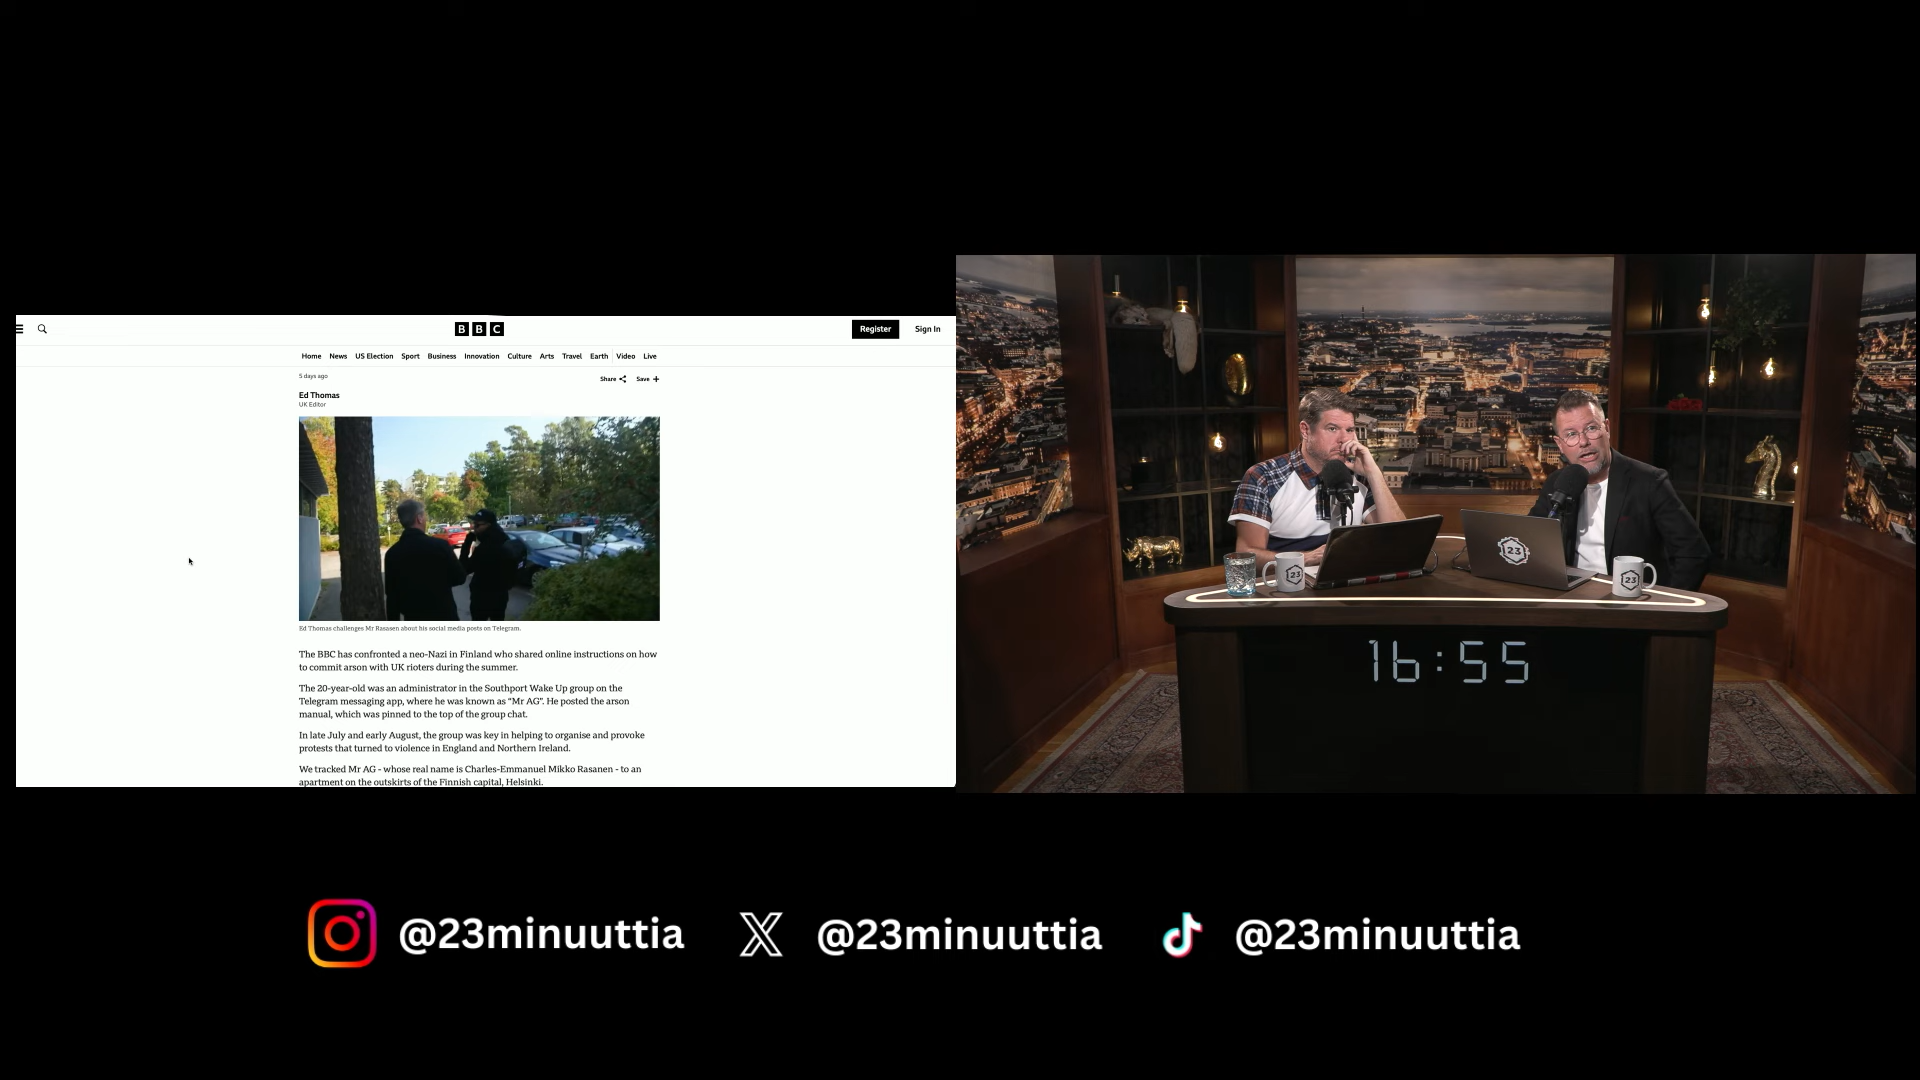 BBC
Register
Sign In
Home News US Election Sport Business Innovation Culture Arts Travel Earth Video Live
5 days ago
Share
Save
Ed Thomas
UK Editor
Ed Thomas challenges Mr Rasasen about his social media posts on Telegram.
The BBC has confronted a neo-Nazi in Finland who shared online instructions on how
to commit arson with UK rioters during the summer.
The 20-year-old was an administrator in the Southport Wake Up group on the
Telegram messaging app, where he was known as “Mr AG”. He posted the arson
manual, which was pinned to the top of the group chat.
In late July and early August, the group was key in helping to organise and provoke
protests that turned to violence in England and Northern Ireland.
We tracked Mr AG - whose real name is Charles-Emmanuel Mikko Rasanen - to an
apartment on the outskirts of the Finnish capital, Helsinki.
23
23
23
16:55
@23minuuttia
@23minuuttia
@23minuuttia